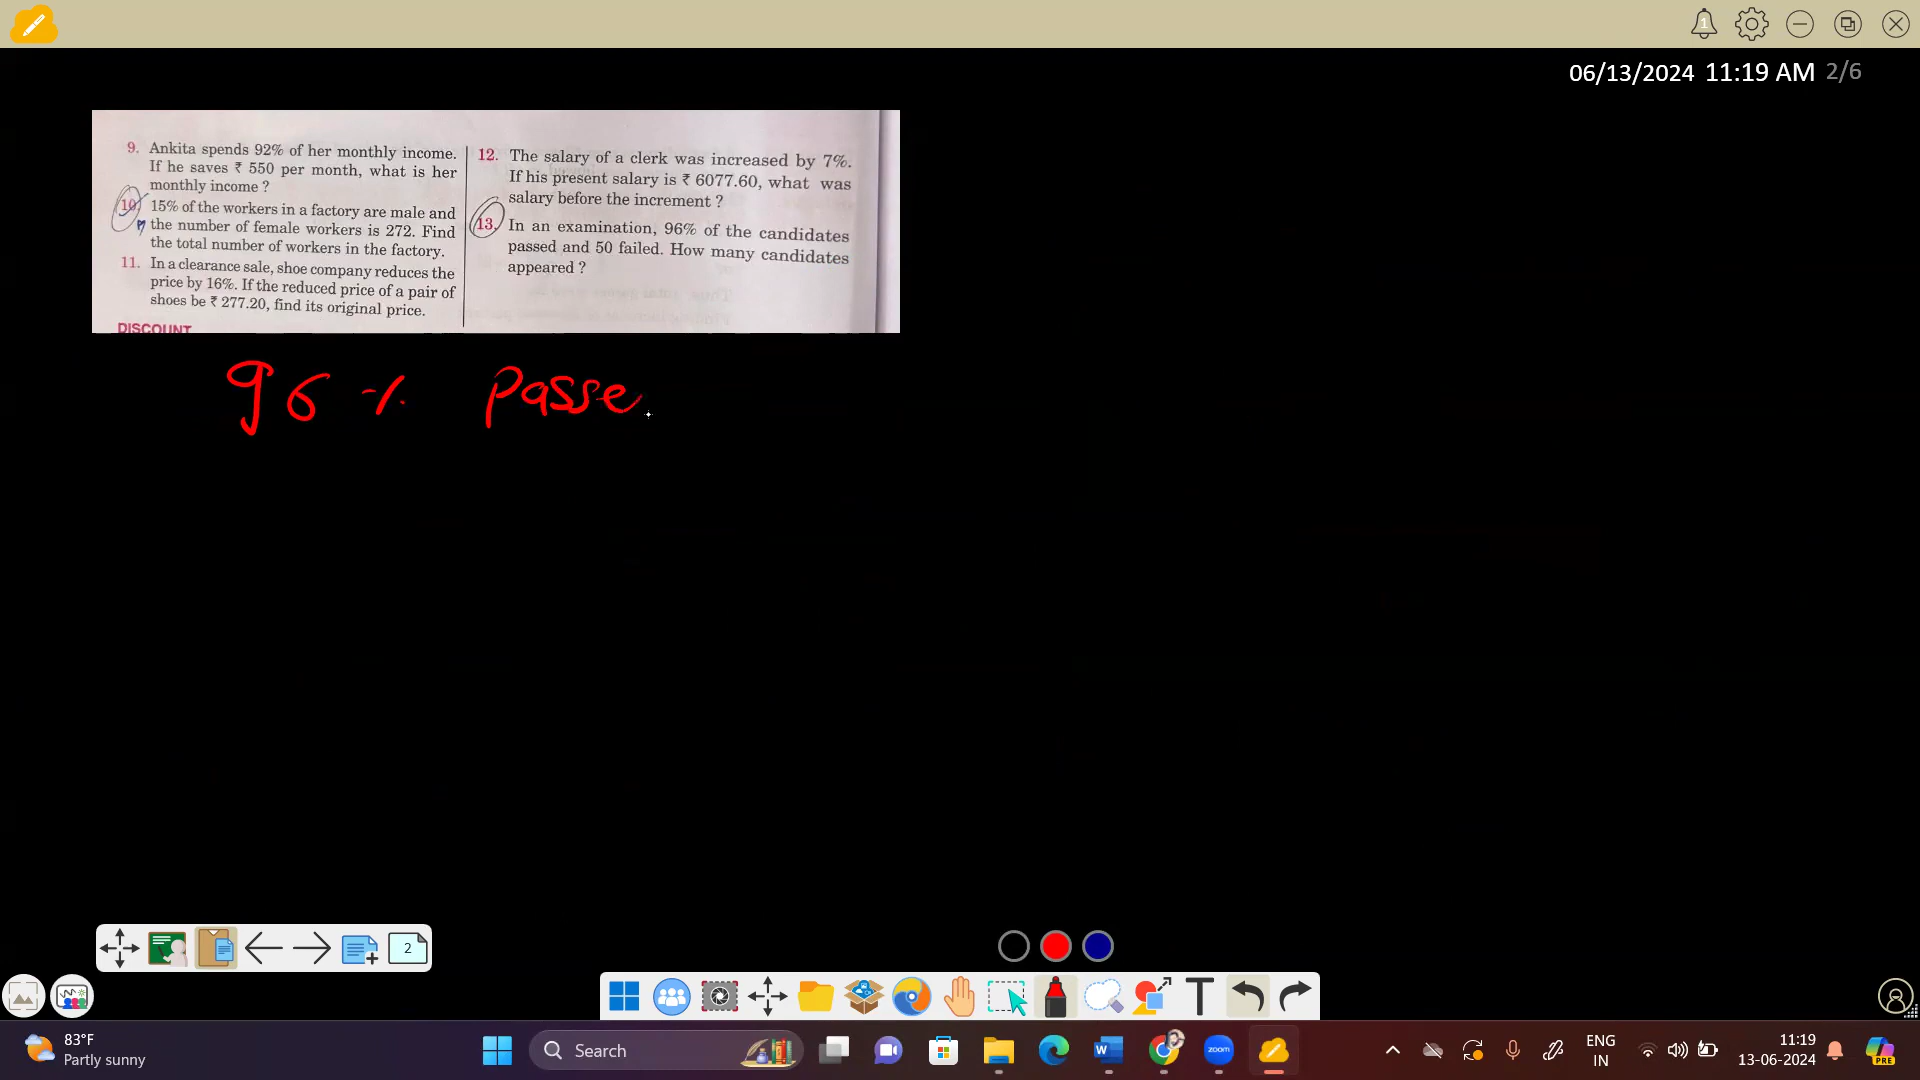 1
06/13/2024 11:19 AM 2/6
9. Ankita spends 92% of her monthly income.
If he saves ₹ 550 per month, what is her
monthly income ?
10. 15% of the workers in a factory are male and
the number of female workers is 272. Find
the total number of workers in the factory.
11. In a clearance sale, shoe company reduces the
price by 16%. If the reduced price of a pair of
shoes be ₹ 277.20, find its original price.
DISCOUNT
12. The salary of a clerk was increased by 7%.
If his present salary is ₹ 6077.60, what was
salary before the increment ?
13. In an examination, 96% of the candidates
passed and 50 failed. How many candidates
appeared ?
96 % Passe
2
T
83°F
Partly sunny
Search
zoom
ENG
IN
11:19
13-06-2024
PRE